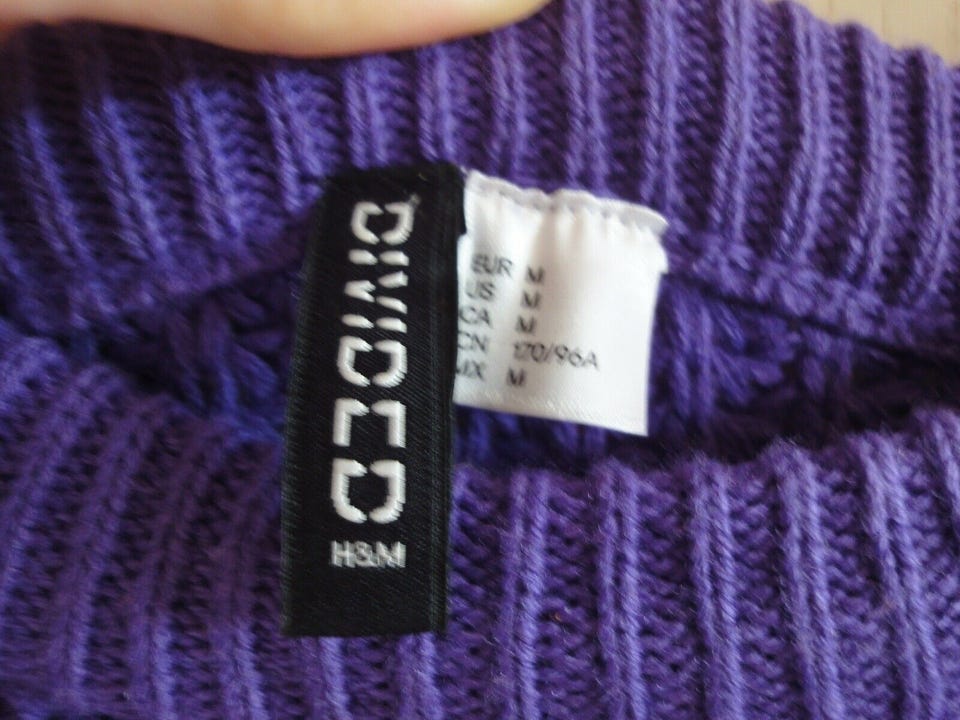 DIVIDED
H&M
EUR M
US M
CA M
CN 170/96A
MX M